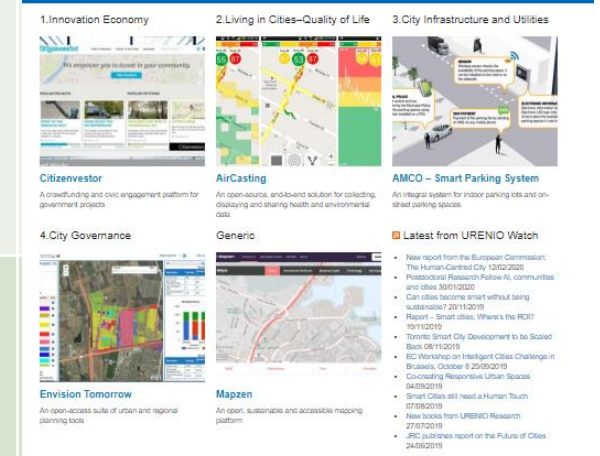 1.Innovation Economy
Citizenvestor
A crowdfunding and civic engagement platform for
government projects
2.Living in Cities–Quality of Life
AirCasting
An open-source, end-to-end solution for collecting,
displaying and sharing health and environmental
data
3.City Infrastructure and Utilities
AMCO – Smart Parking System
An integral system for indoor parking lots and on-
street parking spaces
4.City Governance
Envision Tomorrow
An open-access suite of urban and regional
planning tools
Generic
Mapzen
An open, sustainable and accessible mapping
platform
Latest from URENIO Watch
New report from the European Commission:
The Human-Centred City 12/02/2020
Postdoctoral Research Fellow AI, communities
and cities 30/01/2020
Can cities become smart without being
sustainable? 20/11/2019
Report – Smart cities: Where's the ROI?
19/11/2019
Toronto Smart City Development to be Scaled
Back 08/11/2019
EC Workshop on Intelligent Cities Challenge in
Brussels, October 8 25/09/2019
Co-creating Responsive Urban Spaces
04/09/2019
Smart Cities still need a Human Touch
07/08/2019
New books from URENIO Research
27/07/2019
JRC publishes report on the Future of Cities
24/06/2019